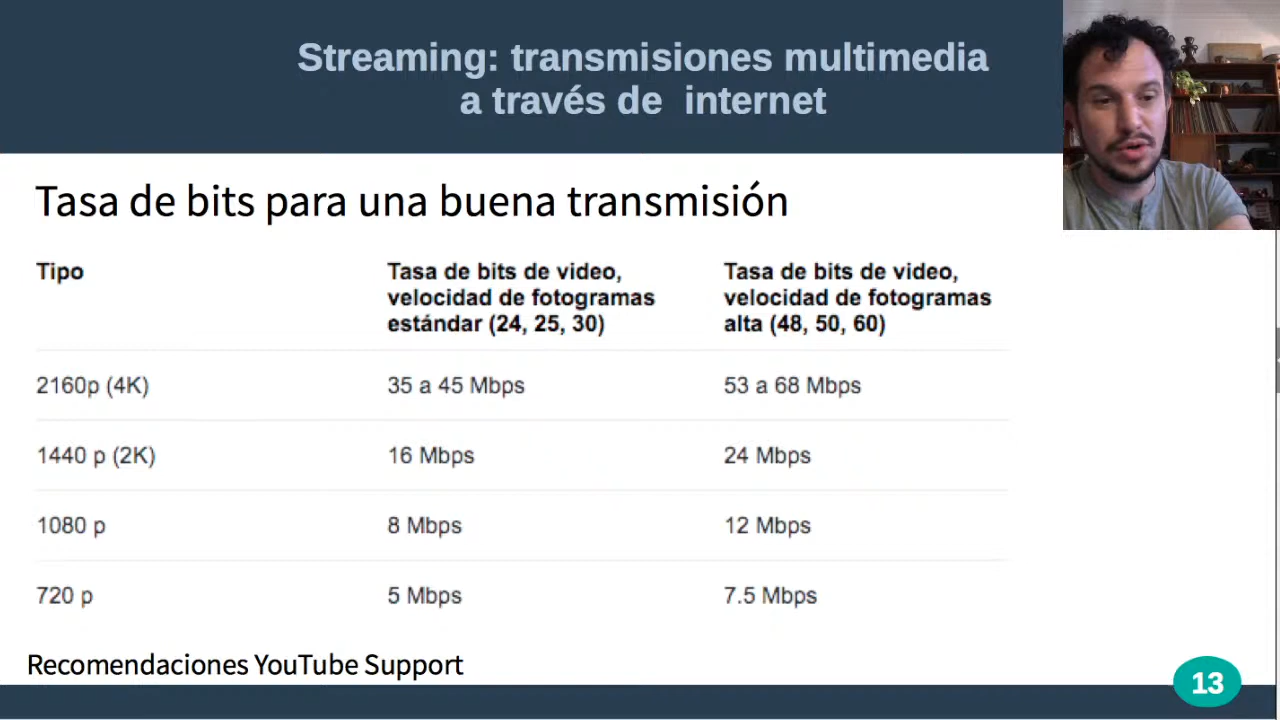 Streaming: transmisiones multimedia
a través de internet
Tasa de bits para una buena transmisión
Tipo
Tasa de bits de video,
velocidad de fotogramas
estándar (24, 25, 30)
Tasa de bits de video,
velocidad de fotogramas
alta (48, 50, 60)
2160p (4K) 35 a 45 Mbps 53 a 68 Mbps
1440 p (2K) 16 Mbps 24 Mbps
1080 p 8 Mbps 12 Mbps
720 p 5 Mbps 7.5 Mbps
Recomendaciones YouTube Support
13